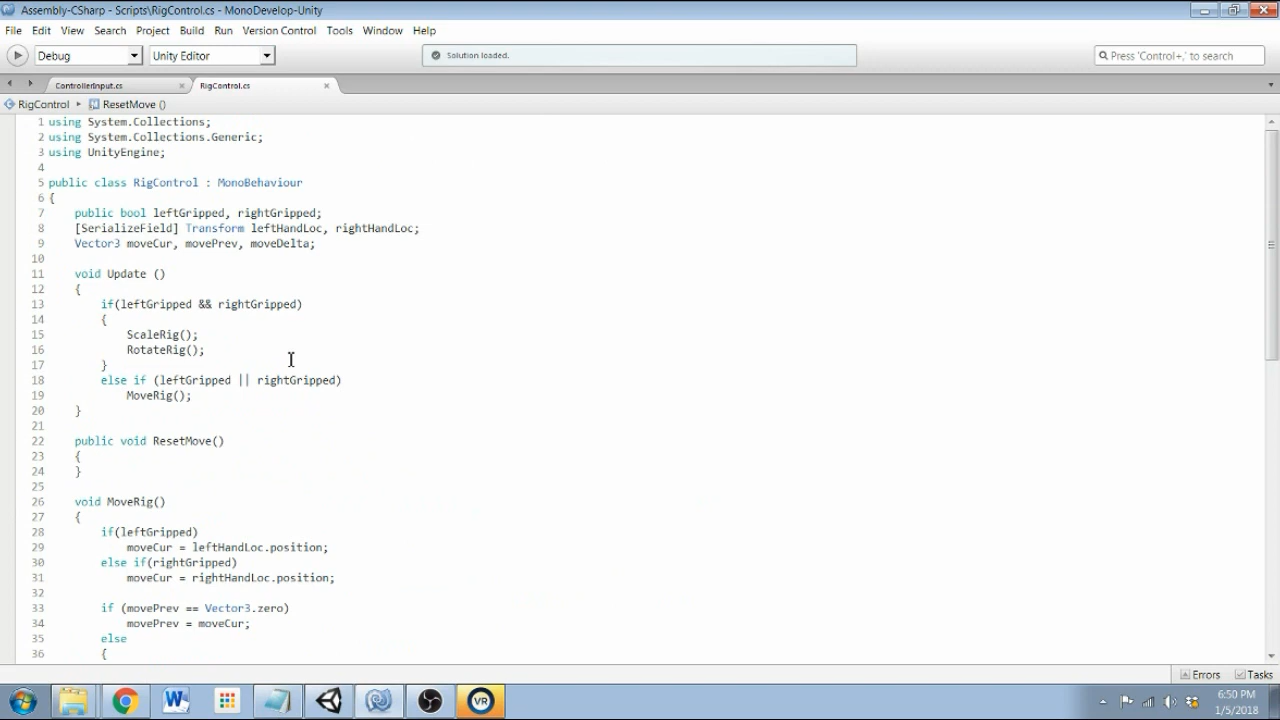 Assembly-CSharp - Scripts\RigControl.cs - MonoDevelop-Unity
File Edit View Search Project Build Run Version Control Tools Window Help
Debug Unity Editor Solution loaded. Press 'Control+,' to search
ControllerInput.cs RigControl.cs
RigControl ResetMove ()
1 using System.Collections;
2 using System.Collections.Generic;
3 using UnityEngine;
4
5 public class RigControl : MonoBehaviour
6 {
7 public bool leftGripped, rightGripped;
8 [SerializeField] Transform leftHandLoc, rightHandLoc;
9 Vector3 moveCur, movePrev, moveDelta;
10
11 void Update ()
12 {
13 if(leftGripped && rightGripped)
14 {
15 ScaleRig();
16 RotateRig();
17 }
18 else if (leftGripped || rightGripped)
19 MoveRig();
20 }
21
22 public void ResetMove()
23 {
24 }
25
26 void MoveRig()
27 {
28 if(leftGripped)
29 moveCur = leftHandLoc.position;
30 else if(rightGripped)
31 moveCur = rightHandLoc.position;
32
33 if (movePrev == Vector3.zero)
34 movePrev = moveCur;
35 else
36 {
Errors Tasks
W VR 6:50 PM
1/5/2018